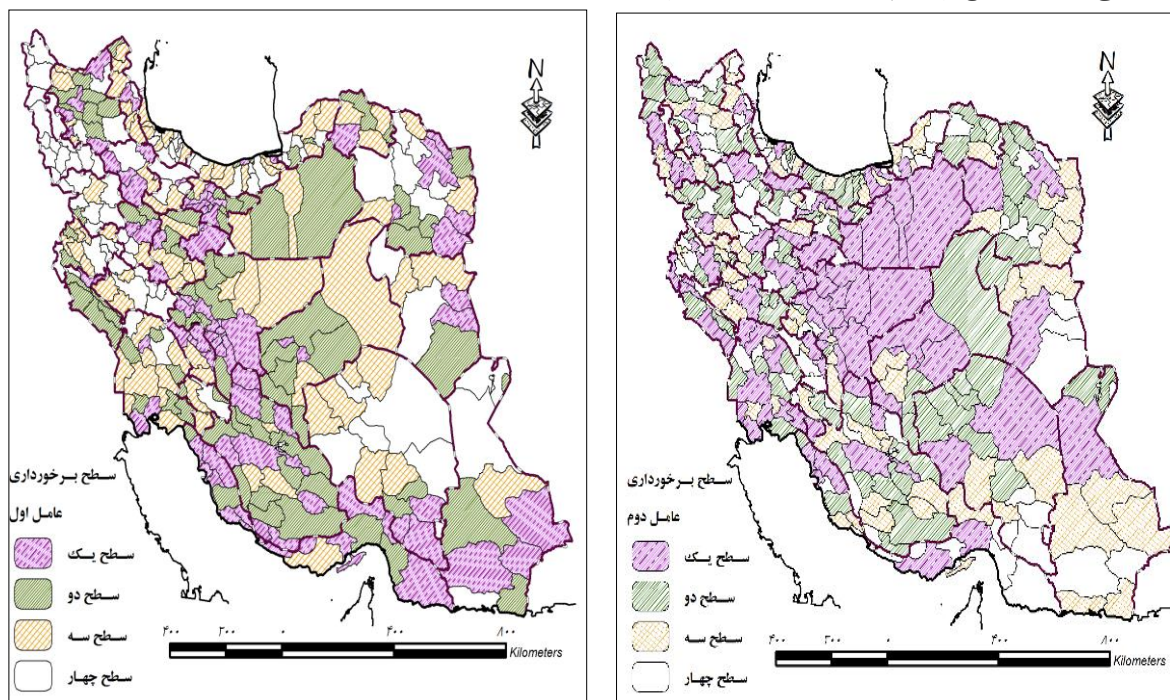 N
سطح برخورداری
عامل اول
سطح یک
سطح دو
سطح سه
سطح چهار
۴۰۰ ۲۰۰ ۰ ۴۰۰ ۸۰۰
Kilometers
N
سطح برخورداری
عامل دوم
سطح یک
سطح دو
سطح سه
سطح چهار
۴۰۰ ۲۰۰ ۰ ۴۰۰ ۸۰۰
Kilometers